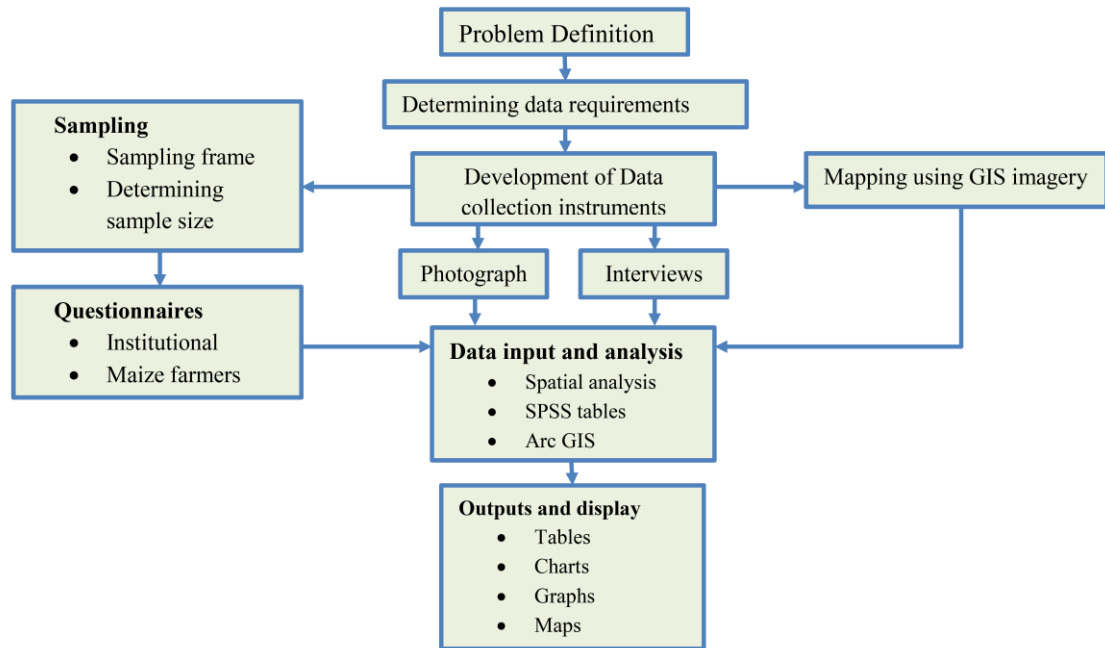 Problem Definition
Determining data requirements
Sampling
• Sampling frame
• Determining
sample size
Development of Data
collection instruments
Mapping using GIS imagery
Photograph
Interviews
Questionnaires
• Institutional
• Maize farmers
Data input and analysis
• Spatial analysis
• SPSS tables
• Arc GIS
Outputs and display
• Tables
• Charts
• Graphs
• Maps